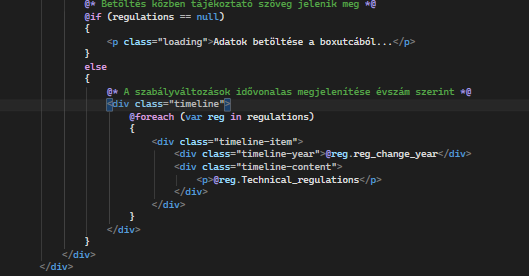 @* Betöltés közben tájékoztató szöveg jelenik meg *@
@if (regulations == null)
{
<p class="loading">Adatok betöltése a boxutcából...</p>
}
else
{
@* A szabályváltozások idővonalas megjelenítése évszám szerint *@
<div class="timeline">
@foreach (var reg in regulations)
{
<div class="timeline-item">
<div class="timeline-year">@reg.reg_change_year</div>
<div class="timeline-content">
<p>@reg.Technical_regulations</p>
</div>
</div>
}
</div>
}
</div>
</div>